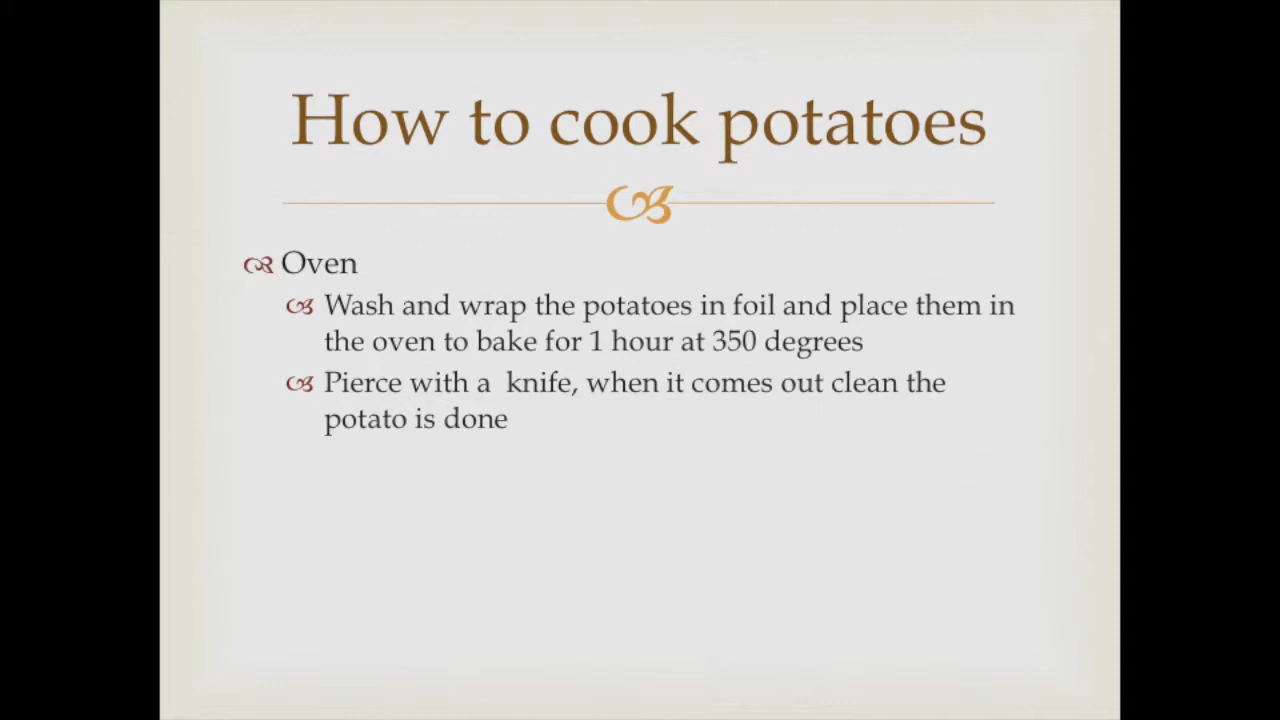 How to cook potatoes
Oven
Wash and wrap the potatoes in foil and place them in
the oven to bake for 1 hour at 350 degrees
Pierce with a  knife, when it comes out clean the
potato is done